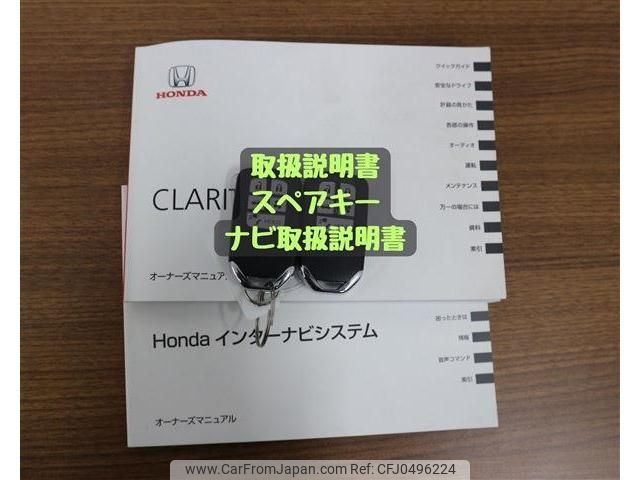 HONDA
クイックガイド
安全なドライブ
計器の見かた
各部の操作
オーディオ
運転
メンテナンス
万一の場合には
資料
索引
取扱説明書
CLARIT
スペアキー
ナビ取扱説明書
オーナーズマニュア
困ったときは
情報
音声コマンド
索引
Honda インターナビシステム
オーナーズマニュアル
www.CarFromJapan.com - CFJ00496224